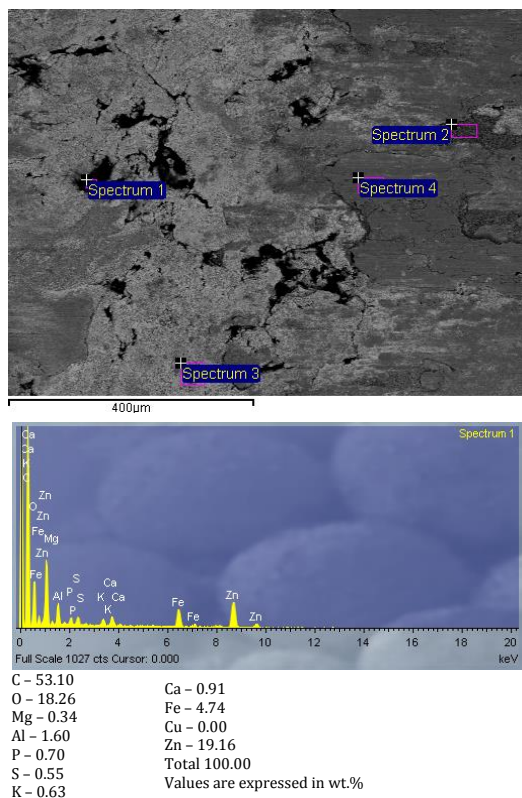 Spectrum 2
Spectrum 1
Spectrum 4
Spectrum 3
400µm
Spectrum 1
Ca
Ca
K
O
Zn
Zn
Fe
Mg
Zn
Fe
Al
P
S
P
S
K
K
Ca
Ca
Fe
Fe
Zn
Zn
0 2 4 6 8 10 12 14 16 18 20
Full Scale 1027 cts Cursor: 0.000 keV
C – 53.10
O – 18.26
Mg – 0.34
Al – 1.60
P – 0.70
S – 0.55
K – 0.63
Ca – 0.91
Fe – 4.74
Cu – 0.00
Zn – 19.16
Total 100.00
Values are expressed in wt.%